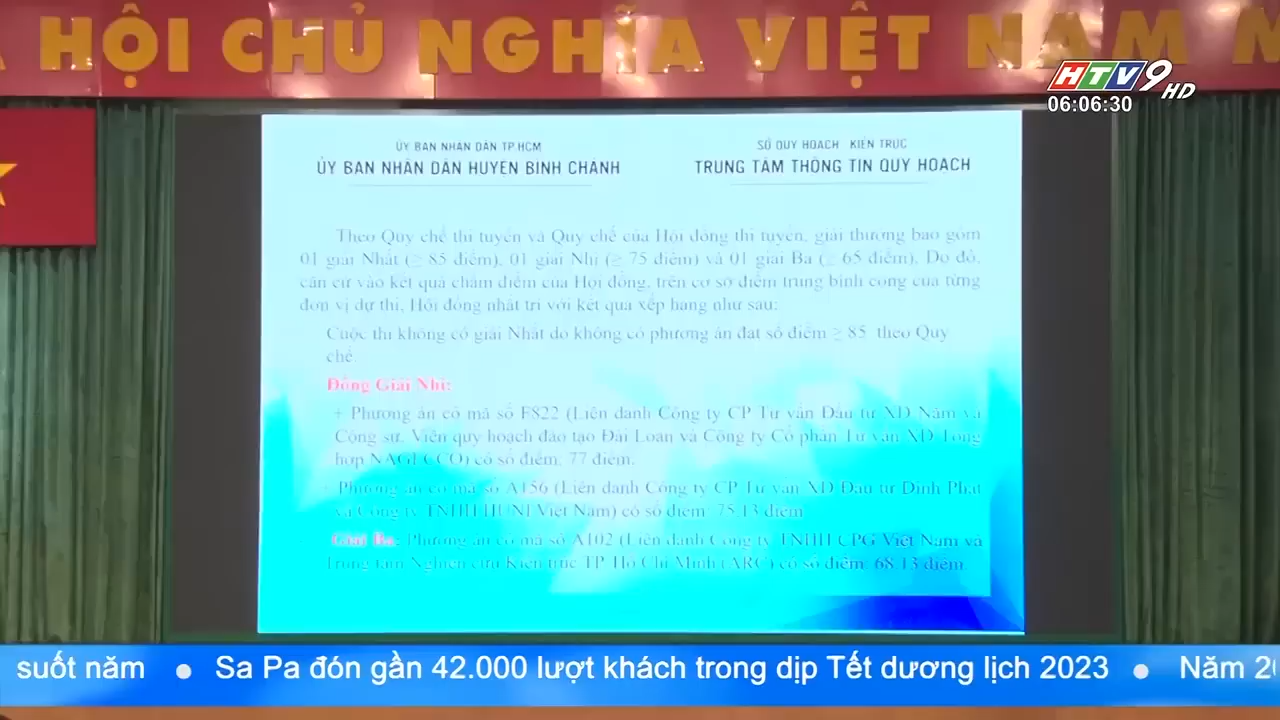 HỘI CHỦ NGHĨA VIỆT NAM M
HTV9 HD
06:06:30
ỦY BAN NHÂN DÂN TP.HCM
ỦY BAN NHÂN DÂN HUYỆN BÌNH CHÁNH
SỞ QUY HOẠCH KIẾN TRÚC
TRUNG TÂM THÔNG TIN QUY HOẠCH
Theo Quy chế thi tuyển và Quy chế của Hội đồng thi tuyển, giải thưởng bao gồm
01 giải Nhất (≥ 85 điểm), 01 giải Nhị (≥ 75 điểm) và 01 giải Ba (≥ 65 điểm). Do đó,
căn cứ vào kết quả chấm điểm của Hội đồng, trên cơ sở điểm trung bình cộng của từng
đơn vị dự thi, Hội đồng nhất trí với kết quả xếp hạng như sau:
Cuộc thi không có giải Nhất do không có phương án đạt số điểm ≥ 85 theo Quy
chế.
Đồng Giải Nhì:
+ Phương án có mã số F822 (Liên danh Công ty CP Tư vấn Đầu tư XD Năm và
Cộng sự, Viện quy hoạch đào tạo Đài Loan và Công ty Cổ phần Tư vấn XD Tổng
hợp NAGECCO) có số điểm: 77 điểm.
Phương án có mã số A156 (Liên danh Công ty CP Tư vấn XD Đầu tư Đinh Phát
và Công ty TNHH HUNI Việt Nam) có số điểm: 75.13 điểm
Giải Ba: Phương án có mã số A102 (Liên danh Công ty TNHH CPG Việt Nam và
Trung tâm Nghiên cứu Kiến trúc TP Hồ Chí Minh (ARC) có số điểm: 68.13 điểm
suốt năm • Sa Pa đón gần 42.000 lượt khách trong dịp Tết dương lịch 2023 • Năm 20